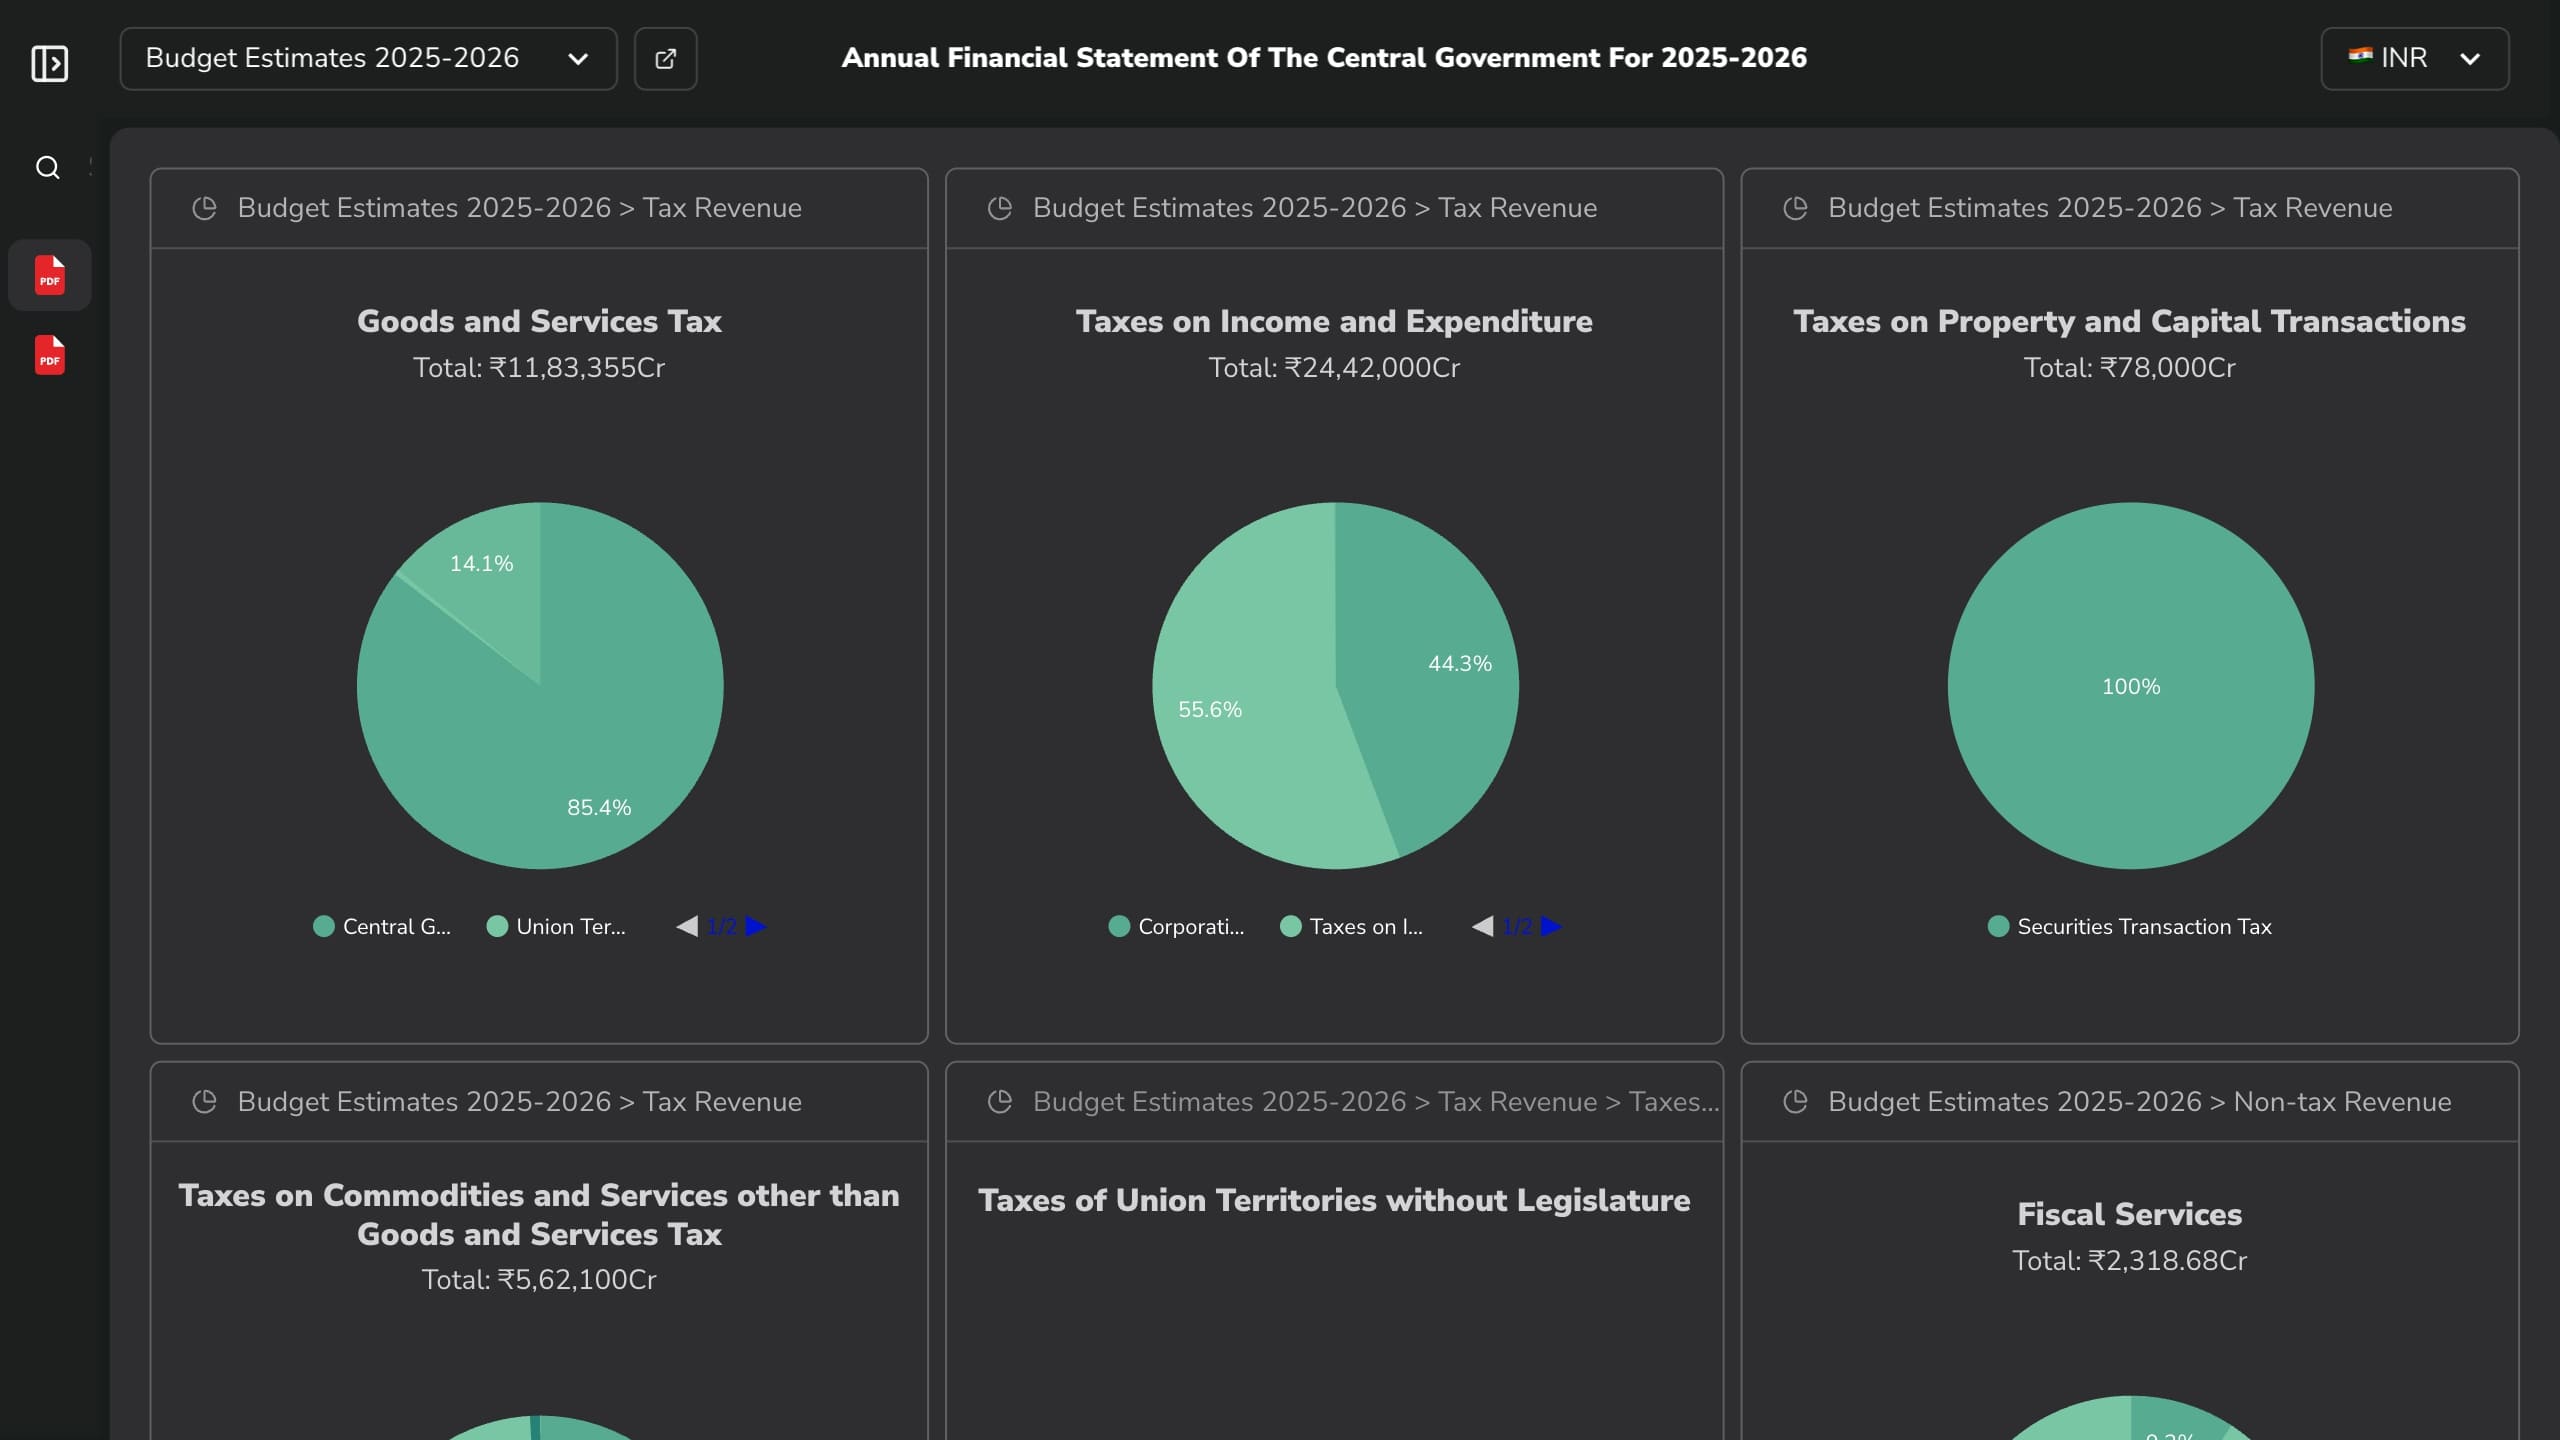 Budget Estimates 2025-2026
Annual Financial Statement Of The Central Government For 2025-2026
INR
PDF
PDF
Budget Estimates 2025-2026 > Tax Revenue
Goods and Services Tax
Total: ₹11,83,355Cr
14.1%
85.4%
Central G...
Union Ter...
1/2
Budget Estimates 2025-2026 > Tax Revenue
Taxes on Income and Expenditure
Total: ₹24,42,000Cr
44.3%
55.6%
Corporati...
Taxes on I...
1/2
Budget Estimates 2025-2026 > Tax Revenue
Taxes on Property and Capital Transactions
Total: ₹78,000Cr
100%
Securities Transaction Tax
Budget Estimates 2025-2026 > Tax Revenue
Taxes on Commodities and Services other than
Goods and Services Tax
Total: ₹5,62,100Cr
Budget Estimates 2025-2026 > Tax Revenue > Taxes...
Taxes of Union Territories without Legislature
Budget Estimates 2025-2026 > Non-tax Revenue
Fiscal Services
Total: ₹2,318.68Cr